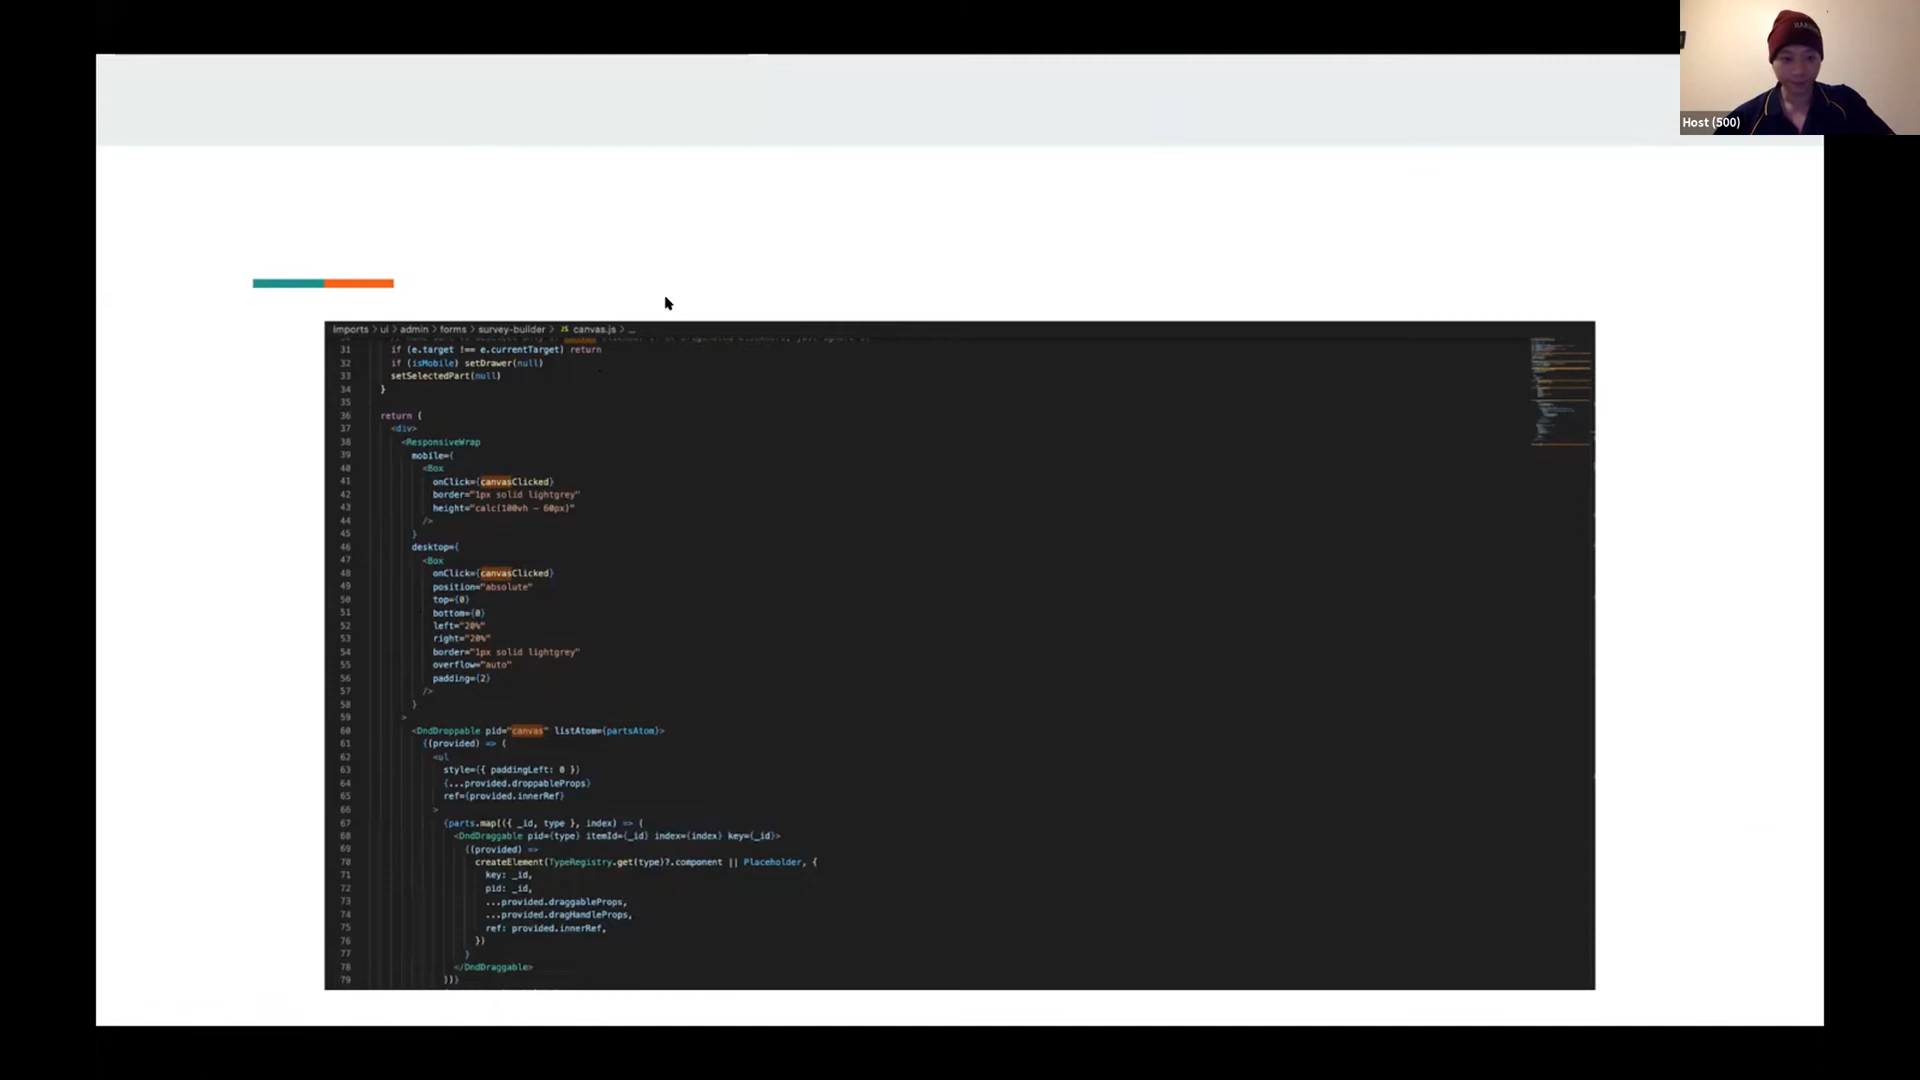 Host (500)
imports > ui > admin > forms > survey-builder > JS canvas.js > ...
31 if (e.target !== e.currentTarget) return
32 if (isMobile) setDrawer(null)
33 setSelectedPart(null)
34 }
35
36 return (
37 <div>
38 <ResponsiveWrap
39 mobile={
40 <Box
41 onClick={canvasClicked}
42 border="1px solid lightgrey"
43 height="calc(100vh - 60px)"
44 />
45 }
46 desktop={
47 <Box
48 onClick={canvasClicked}
49 position="absolute"
50 top={0}
51 bottom={0}
52 left="20%"
53 right="20%"
54 border="1px solid lightgrey"
55 overflow="auto"
56 padding={2}
57 />
58 }
59 >
60 <DndDroppable pid="canvas" listAtom={partsAtom}>
61 {(provided) => (
62 <ul
63 style={{ paddingLeft: 0 }}
64 {...provided.droppableProps}
65 ref={provided.innerRef}
66 >
67 {parts.map(({ _id, type }, index) => (
68 <DndDraggable pid={type} itemId={_id} index={index} key={_id}>
69 {(provided) =>
70 createElement(TypeRegistry.get(type)?.component || Placeholder, {
71 key: _id,
72 pid: _id,
73 ...provided.draggableProps,
74 ...provided.dragHandleProps,
75 ref: provided.innerRef,
76 })
77 }
78 </DndDraggable>
79 ))}